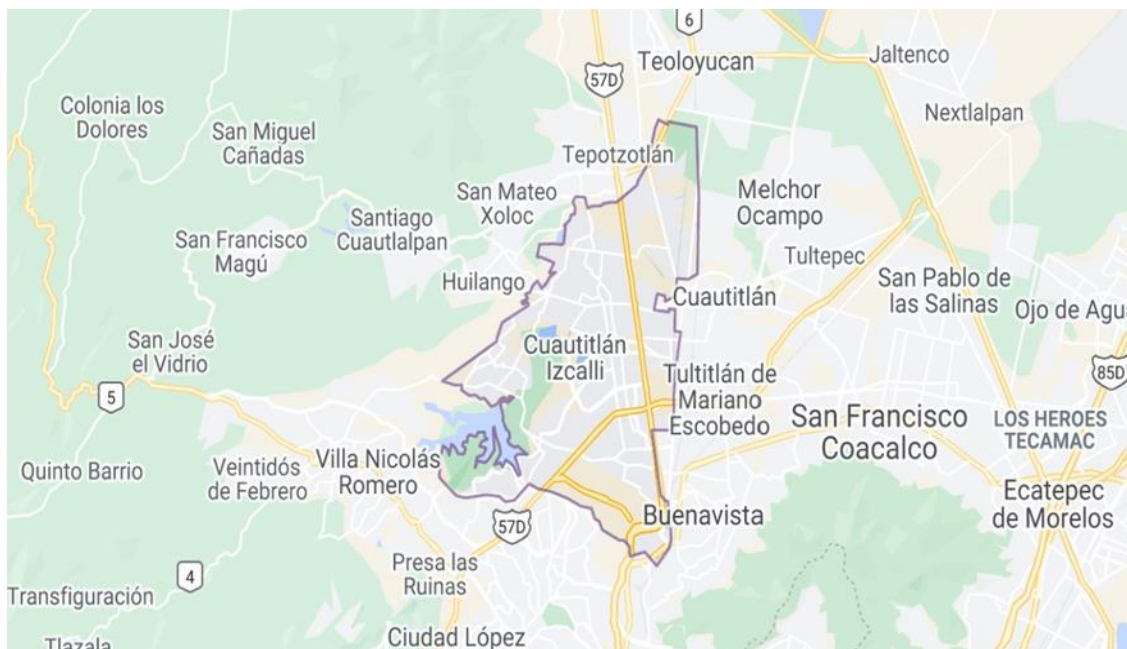 6
Teoloyucan
Jaltenco
57D
Colonia los
Dolores
San Miguel
Cañadas
Nextlalpan
Tepotzotlán
San Mateo
Xoloc
Melchor
Ocampo
Santiago
Cuautlalpan
San Francisco
Magú
Tultepec
Huilango
San Pablo de
las Salinas
Cuautitlán
Ojo de Agu
San José
el Vidrio
Cuautitlán
Izcalli
Tultitlán de
Mariano
Escobedo
85D
5
San Francisco
Coacalco
LOS HEROES
TECAMAC
Quinto Barrio
Veintidós
de Febrero
Villa Nicolás
Romero
Ecatepec
de Morelos
57D
Buenavista
Presa las
Ruinas
4
Transfiguración
Ciudad López
Tlazala